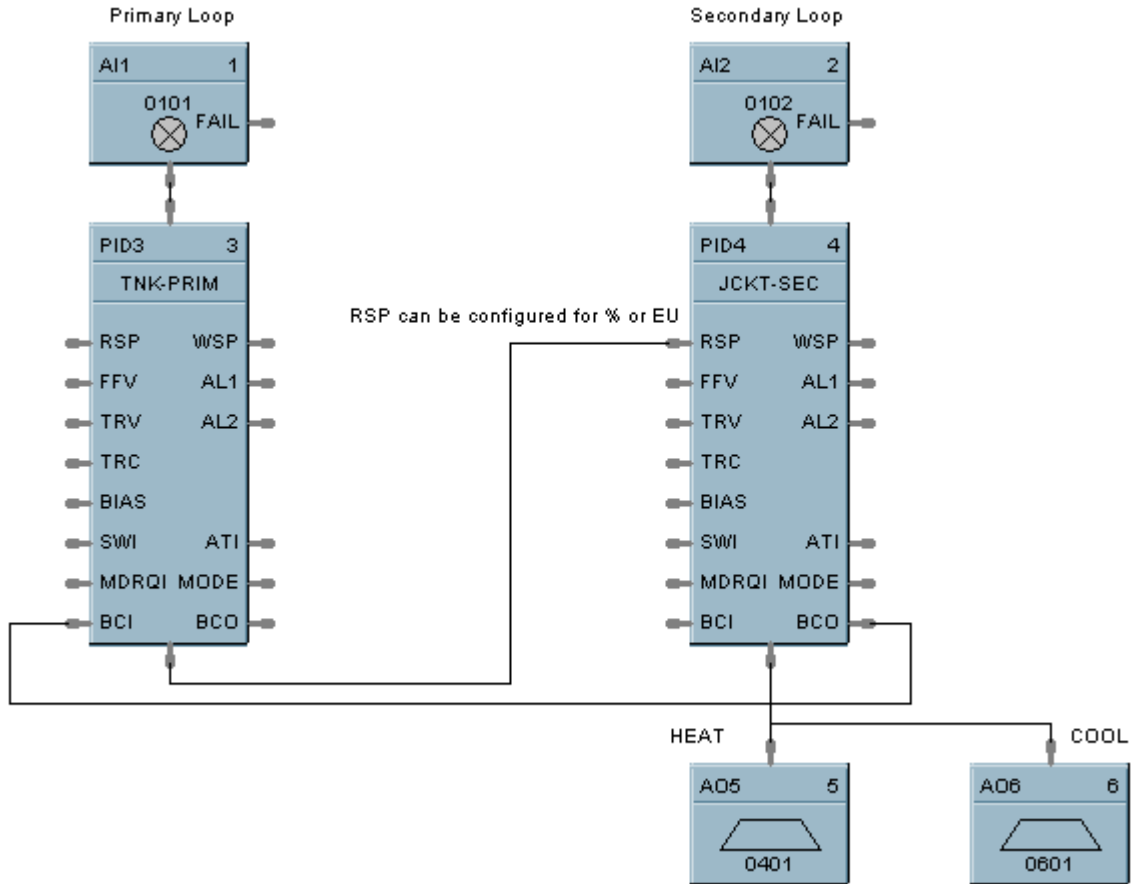 Primary Loop
Secondary Loop
AI1 1
AI2 2
0101
FAIL
0102
FAIL
PID3 3
PID4 4
TNK-PRIM
JCKT-SEC
RSP can be configured for % or EU
RSP WSP
RSP WSP
FFV AL1
FFV AL1
TRV AL2
TRV AL2
TRC
TRC
BIAS
BIAS
SWI ATI
SWI ATI
MDRQI MODE
MDRQI MODE
BCI BCO
BCI BCO
HEAT
COOL
AO5 5
AO6 6
0401
0601